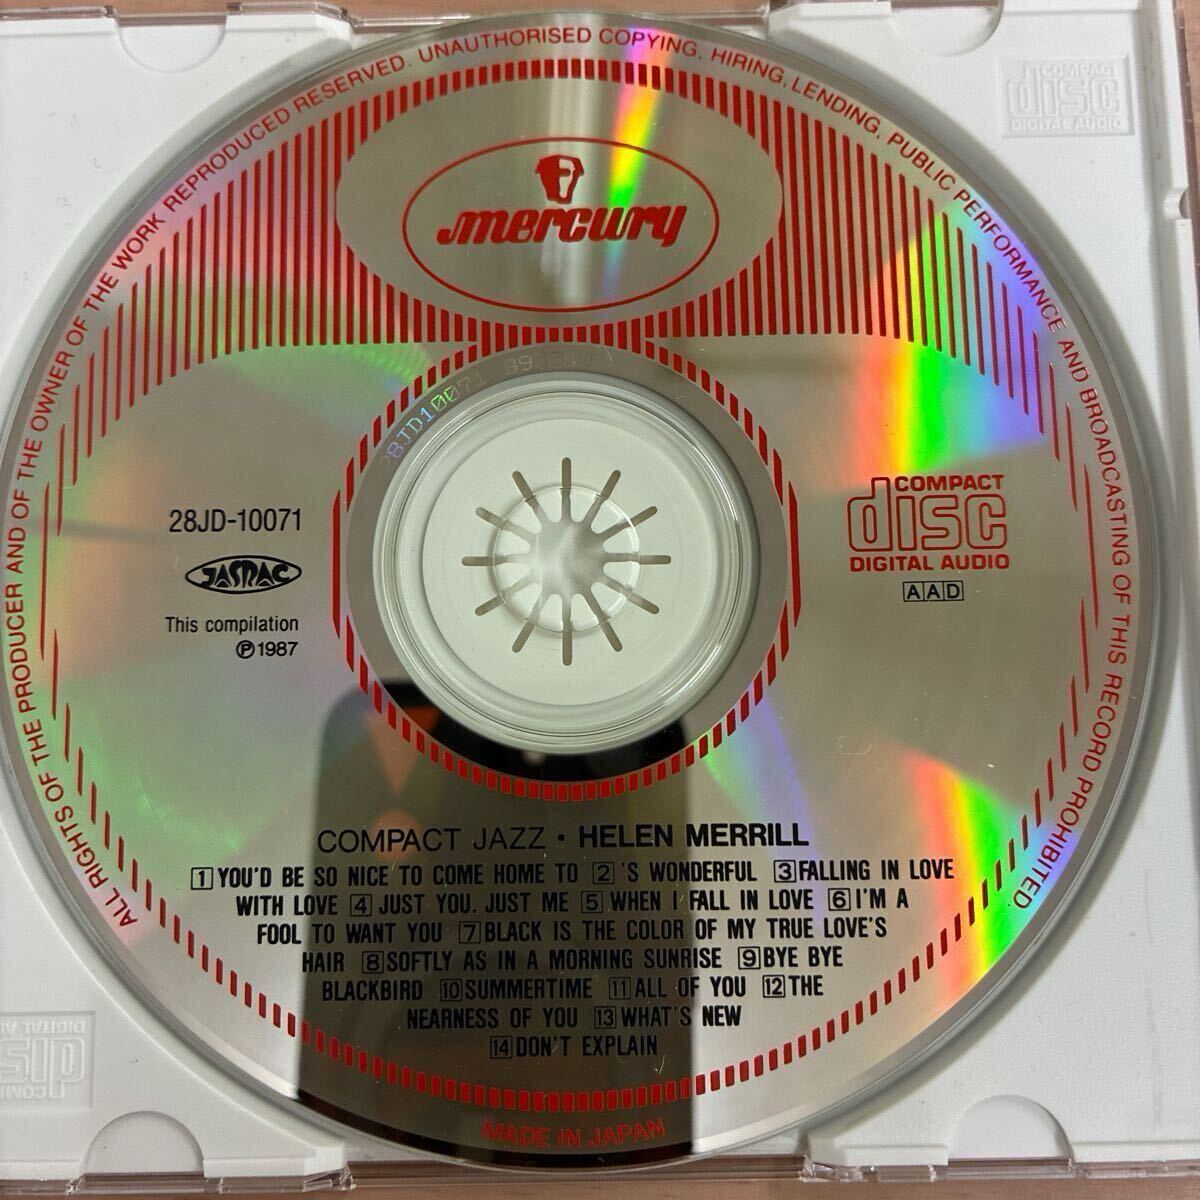 ALL RIGHTS OF THE PRODUCER AND OF THE OWNER OF THE WORK REPRODUCED RESERVED. UNAUTHORISED COPYING, HIRING, LENDING, PUBLIC PERFORMANCE AND BROADCASTING OF THIS RECORD PROHIBITED.
mercury
COMPACT
disc
DIGITAL AUDIO
28JD10071
28JD-10071
JASRAC
This compilation
℗1987
COMPACT
disc
DIGITAL AUDIO
AAD
COMPACT JAZZ · HELEN MERRILL
1 YOU'D BE SO NICE TO COME HOME TO 2 'S WONDERFUL 3 FALLING IN LOVE
WITH LOVE 4 JUST YOU, JUST ME 5 WHEN I FALL IN LOVE 6 I'M A
FOOL TO WANT YOU 7 BLACK IS THE COLOR OF MY TRUE LOVE'S
HAIR 8 SOFTLY AS IN A MORNING SUNRISE 9 BYE BYE
BLACKBIRD 10 SUMMERTIME 11 ALL OF YOU 12 THE
NEARNESS OF YOU 13 WHAT'S NEW
14 DON'T EXPLAIN
MADE IN JAPAN
disc